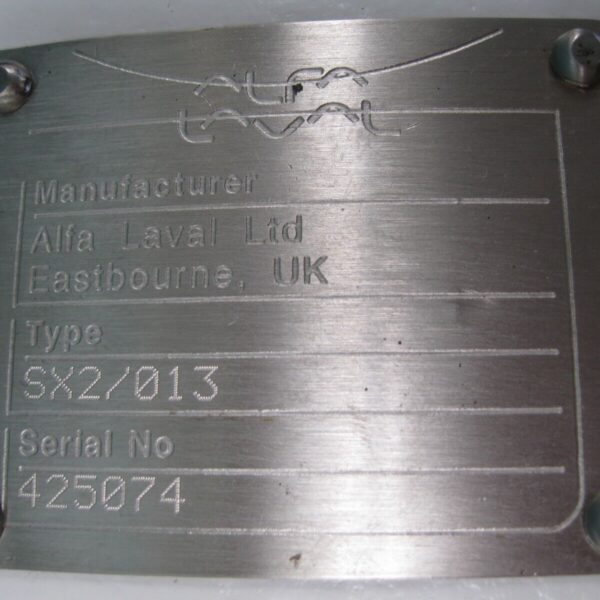 ALFA
LAVAL
Manufacturer
Alfa Laval Ltd
Eastbourne, UK
Type
SX2/013
Serial No
425074